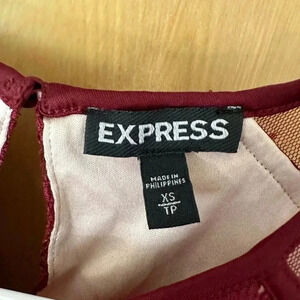 EXPRESS
MADE IN
PHILIPPINES
XS
TP